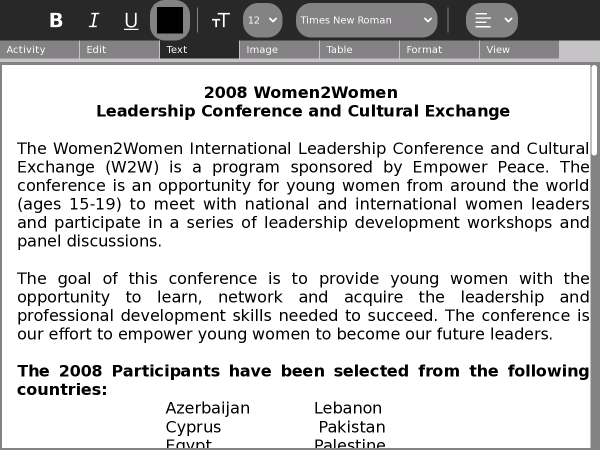 B I U TT 12 Times New Roman
Activity Edit Text Image Table Format View
2008 Women2Women
Leadership Conference and Cultural Exchange
The Women2Women International Leadership Conference and Cultural
Exchange (W2W) is a program sponsored by Empower Peace. The
conference is an opportunity for young women from around the world
(ages 15-19) to meet with national and international women leaders
and participate in a series of leadership development workshops and
panel discussions.
The goal of this conference is to provide young women with the
opportunity to learn, network and acquire the leadership and
professional development skills needed to succeed. The conference is
our effort to empower young women to become our future leaders.
The 2008 Participants have been selected from the following
countries:
Azerbaijan Lebanon
Cyprus Pakistan
Egypt Palestine